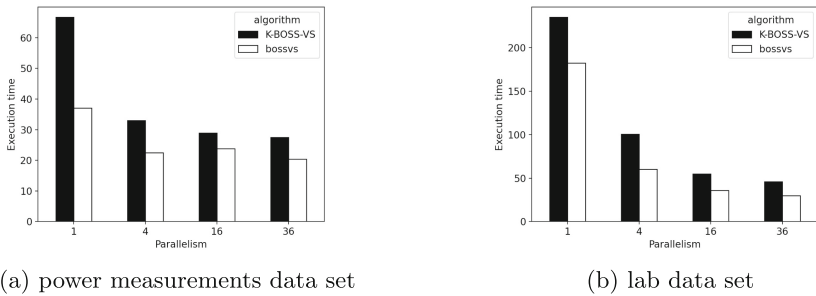 algorithm
K-BOSS-VS
bossvs
Execution time
60
50
40
30
20
10
0
1 4 16 36
Parallelism
(a) power measurements data set
algorithm
K-BOSS-VS
bossvs
Execution time
200
150
100
50
0
1 4 16 36
Parallelism
(b) lab data set